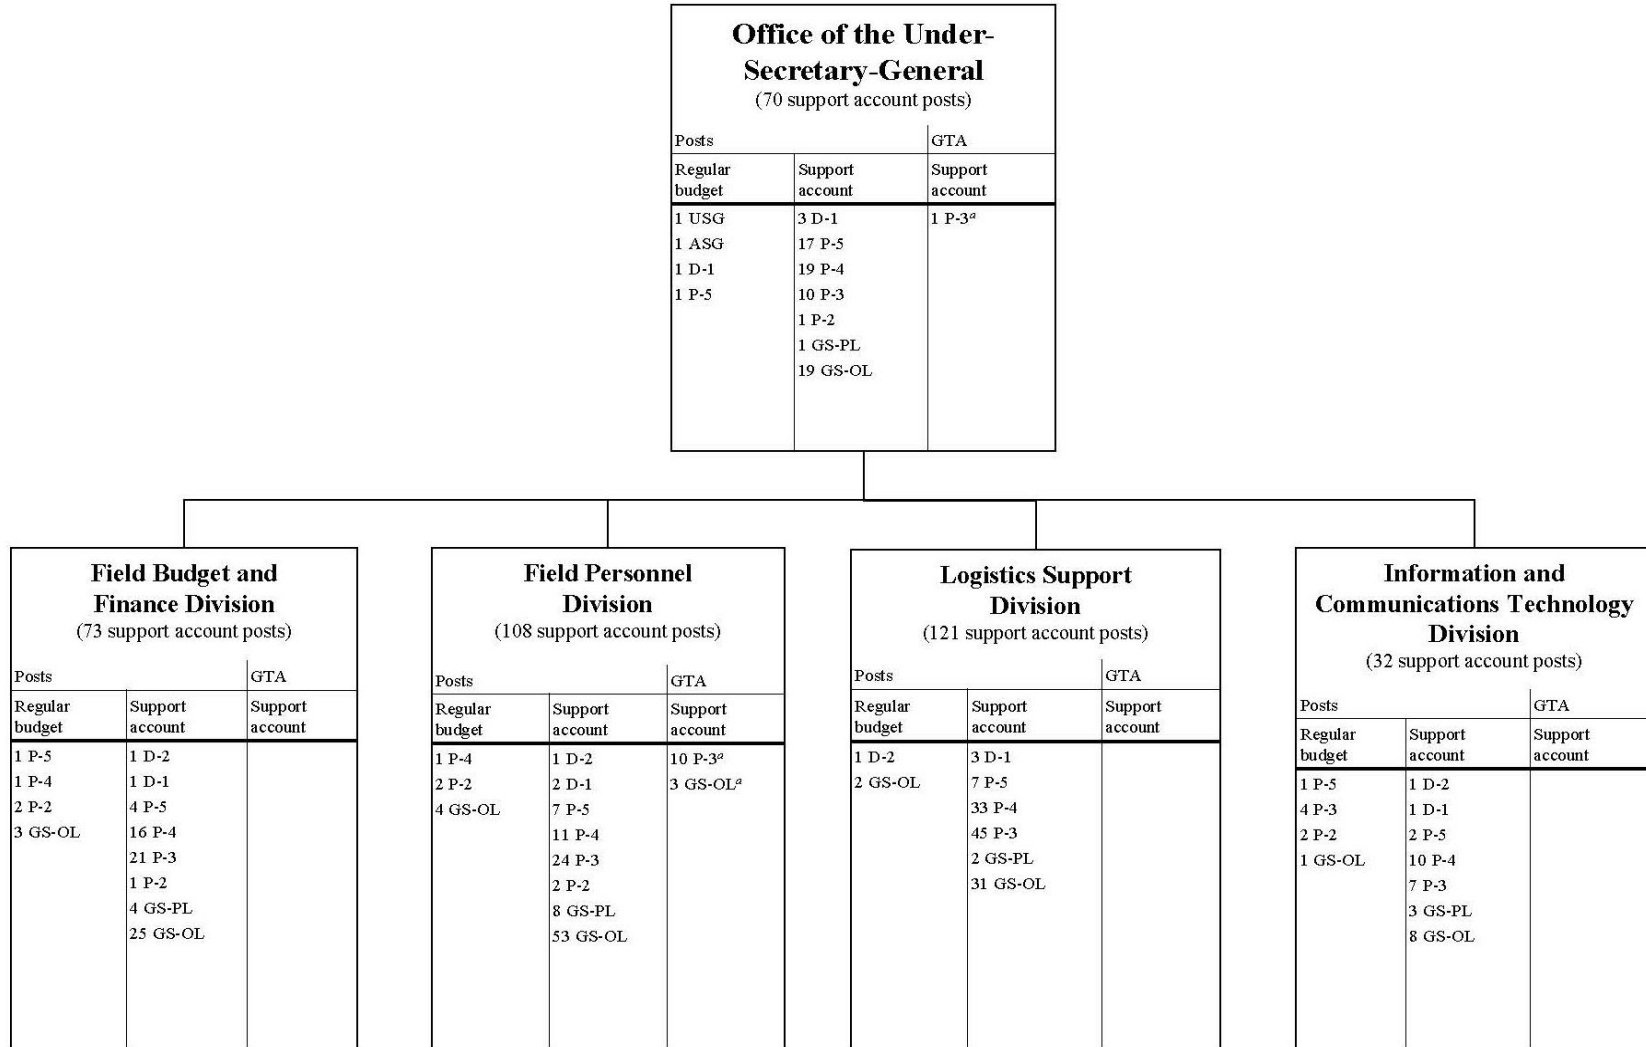 Office of the Under-
Secretary-General
(70 support account posts)
Posts GTA
Regular budget Support account Support account
1 USG 3 D-1 1 P-3ᵃ
1 ASG 17 P-5
1 D-1 19 P-4
1 P-5 10 P-3
1 P-2
1 GS-PL
19 GS-OL
Field Budget and
Finance Division
(73 support account posts)
Posts GTA
Regular budget Support account Support account
1 P-5 1 D-2
1 P-4 1 D-1
2 P-2 4 P-5
3 GS-OL 16 P-4
21 P-3
1 P-2
4 GS-PL
25 GS-OL
Field Personnel
Division
(108 support account posts)
Posts GTA
Regular budget Support account Support account
1 P-4 1 D-2 10 P-3ᵃ
2 P-2 2 D-1 3 GS-OLᵃ
4 GS-OL 7 P-5
11 P-4
24 P-3
2 P-2
8 GS-PL
53 GS-OL
Logistics Support
Division
(121 support account posts)
Posts GTA
Regular budget Support account Support account
1 D-2 3 D-1
2 GS-OL 7 P-5
33 P-4
45 P-3
2 GS-PL
31 GS-OL
Information and
Communications Technology
Division
(32 support account posts)
Posts GTA
Regular budget Support account Support account
1 P-5 1 D-2
4 P-3 1 D-1
2 P-2 2 P-5
1 GS-OL 10 P-4
7 P-3
3 GS-PL
8 GS-OL